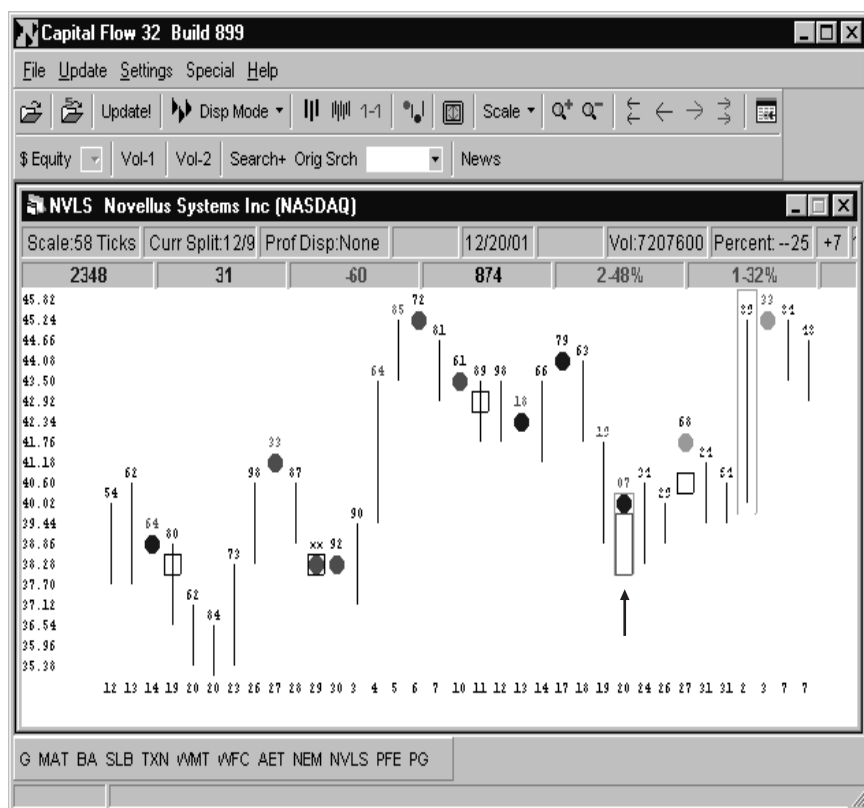 Capital Flow 32 Build 899
File Update Settings Special Help
Update! Disp Mode 1-1 Scale
$ Equity Vol-1 Vol-2 Search+ Orig Srch News
NVLS Novellus Systems Inc (NASDAQ)
Scale:58 Ticks Curr Split:12/9 Prof Disp:None 12/20/01 Vol:7207600 Percent: --25 +7
2348 31 -60 874 2-48% 1-32%
45.82
45.24
44.66
44.08
43.50
42.92
42.34
41.76
41.18
40.60
40.02
39.44
38.86
38.28
37.70
37.12
36.54
35.96
35.38
54 62 64 80 62 84 73 98 33 87 xx 92 90 64 85 72 81 61 89 98 18 66 79 63 07 68 33
12 13 14 19 20 20 23 26 27 28 29 30 3 4 5 6 7 10 11 12 13 14 17 18 19 20 24 26 27 31 31 2 3 7 7
G MAT BA SLB TXN WMT WFC AET NEM NVLS PFE PG